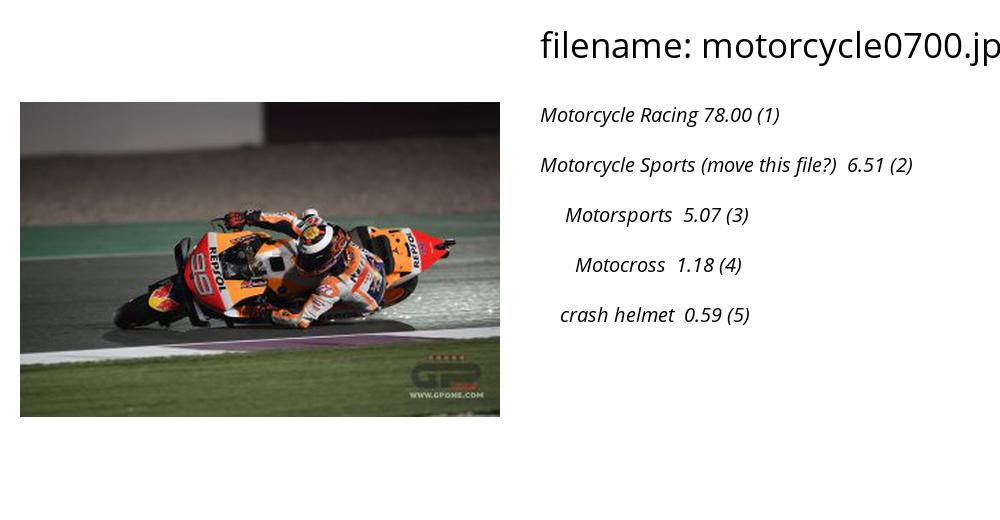 filename: motorcycle0700.jp
Motorcycle Racing 78.00 (1)
Motorcycle Sports (move this file?) 6.51 (2)
Motorsports 5.07 (3)
Motocross 1.18 (4)
crash helmet 0.59 (5)
REPSOL
99
REPSOL
GP
WWW.GPONE.COM